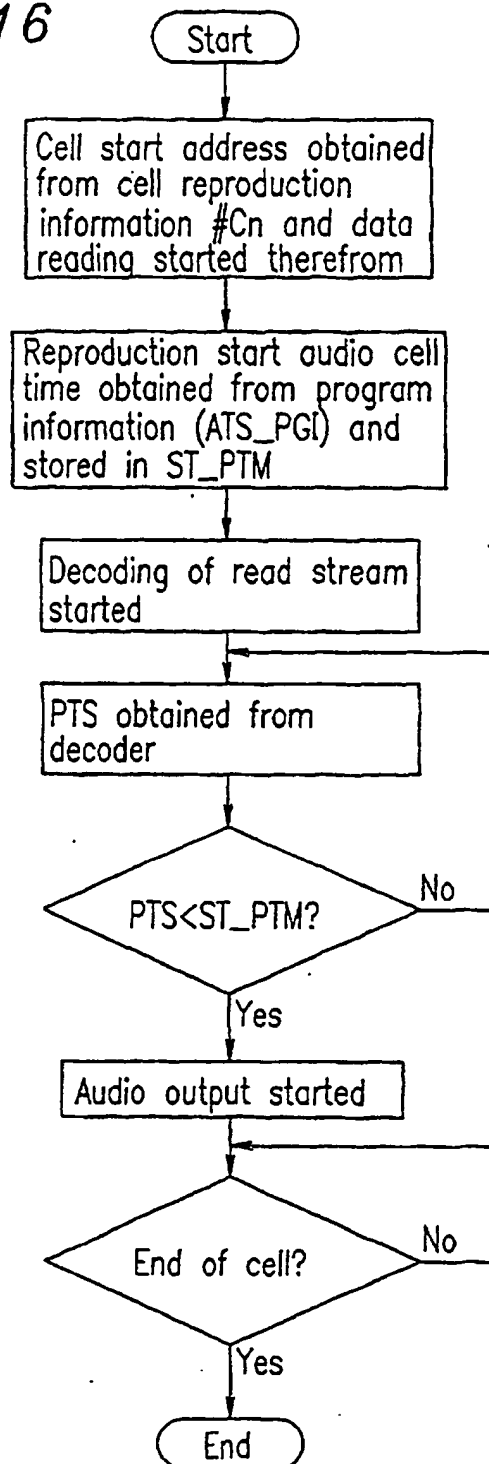 16
Start
Cell start address obtained
from cell reproduction
information #Cn and data
reading started therefrom
Reproduction start audio cell
time obtained from program
information (ATS_PGI) and
stored in ST_PTM
Decoding of read stream
started
PTS obtained from
decoder
PTS<ST_PTM?
No
Yes
Audio output started
End of cell?
No
Yes
End